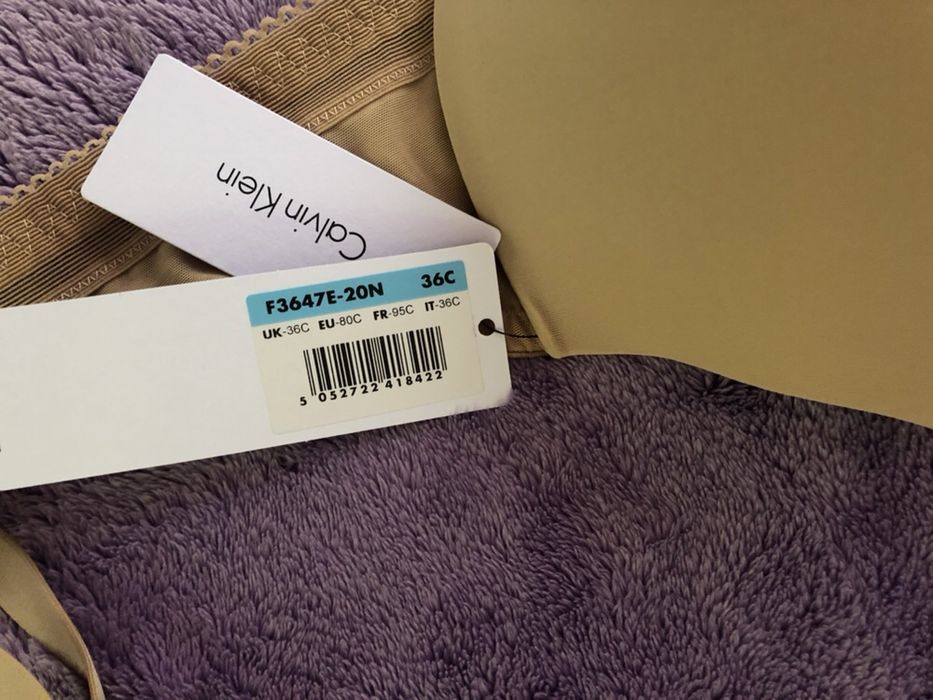 Calvin Klein
F3647E-20N 36C
UK-36C EU-80C FR-95C IT-36C
5 052722 418422